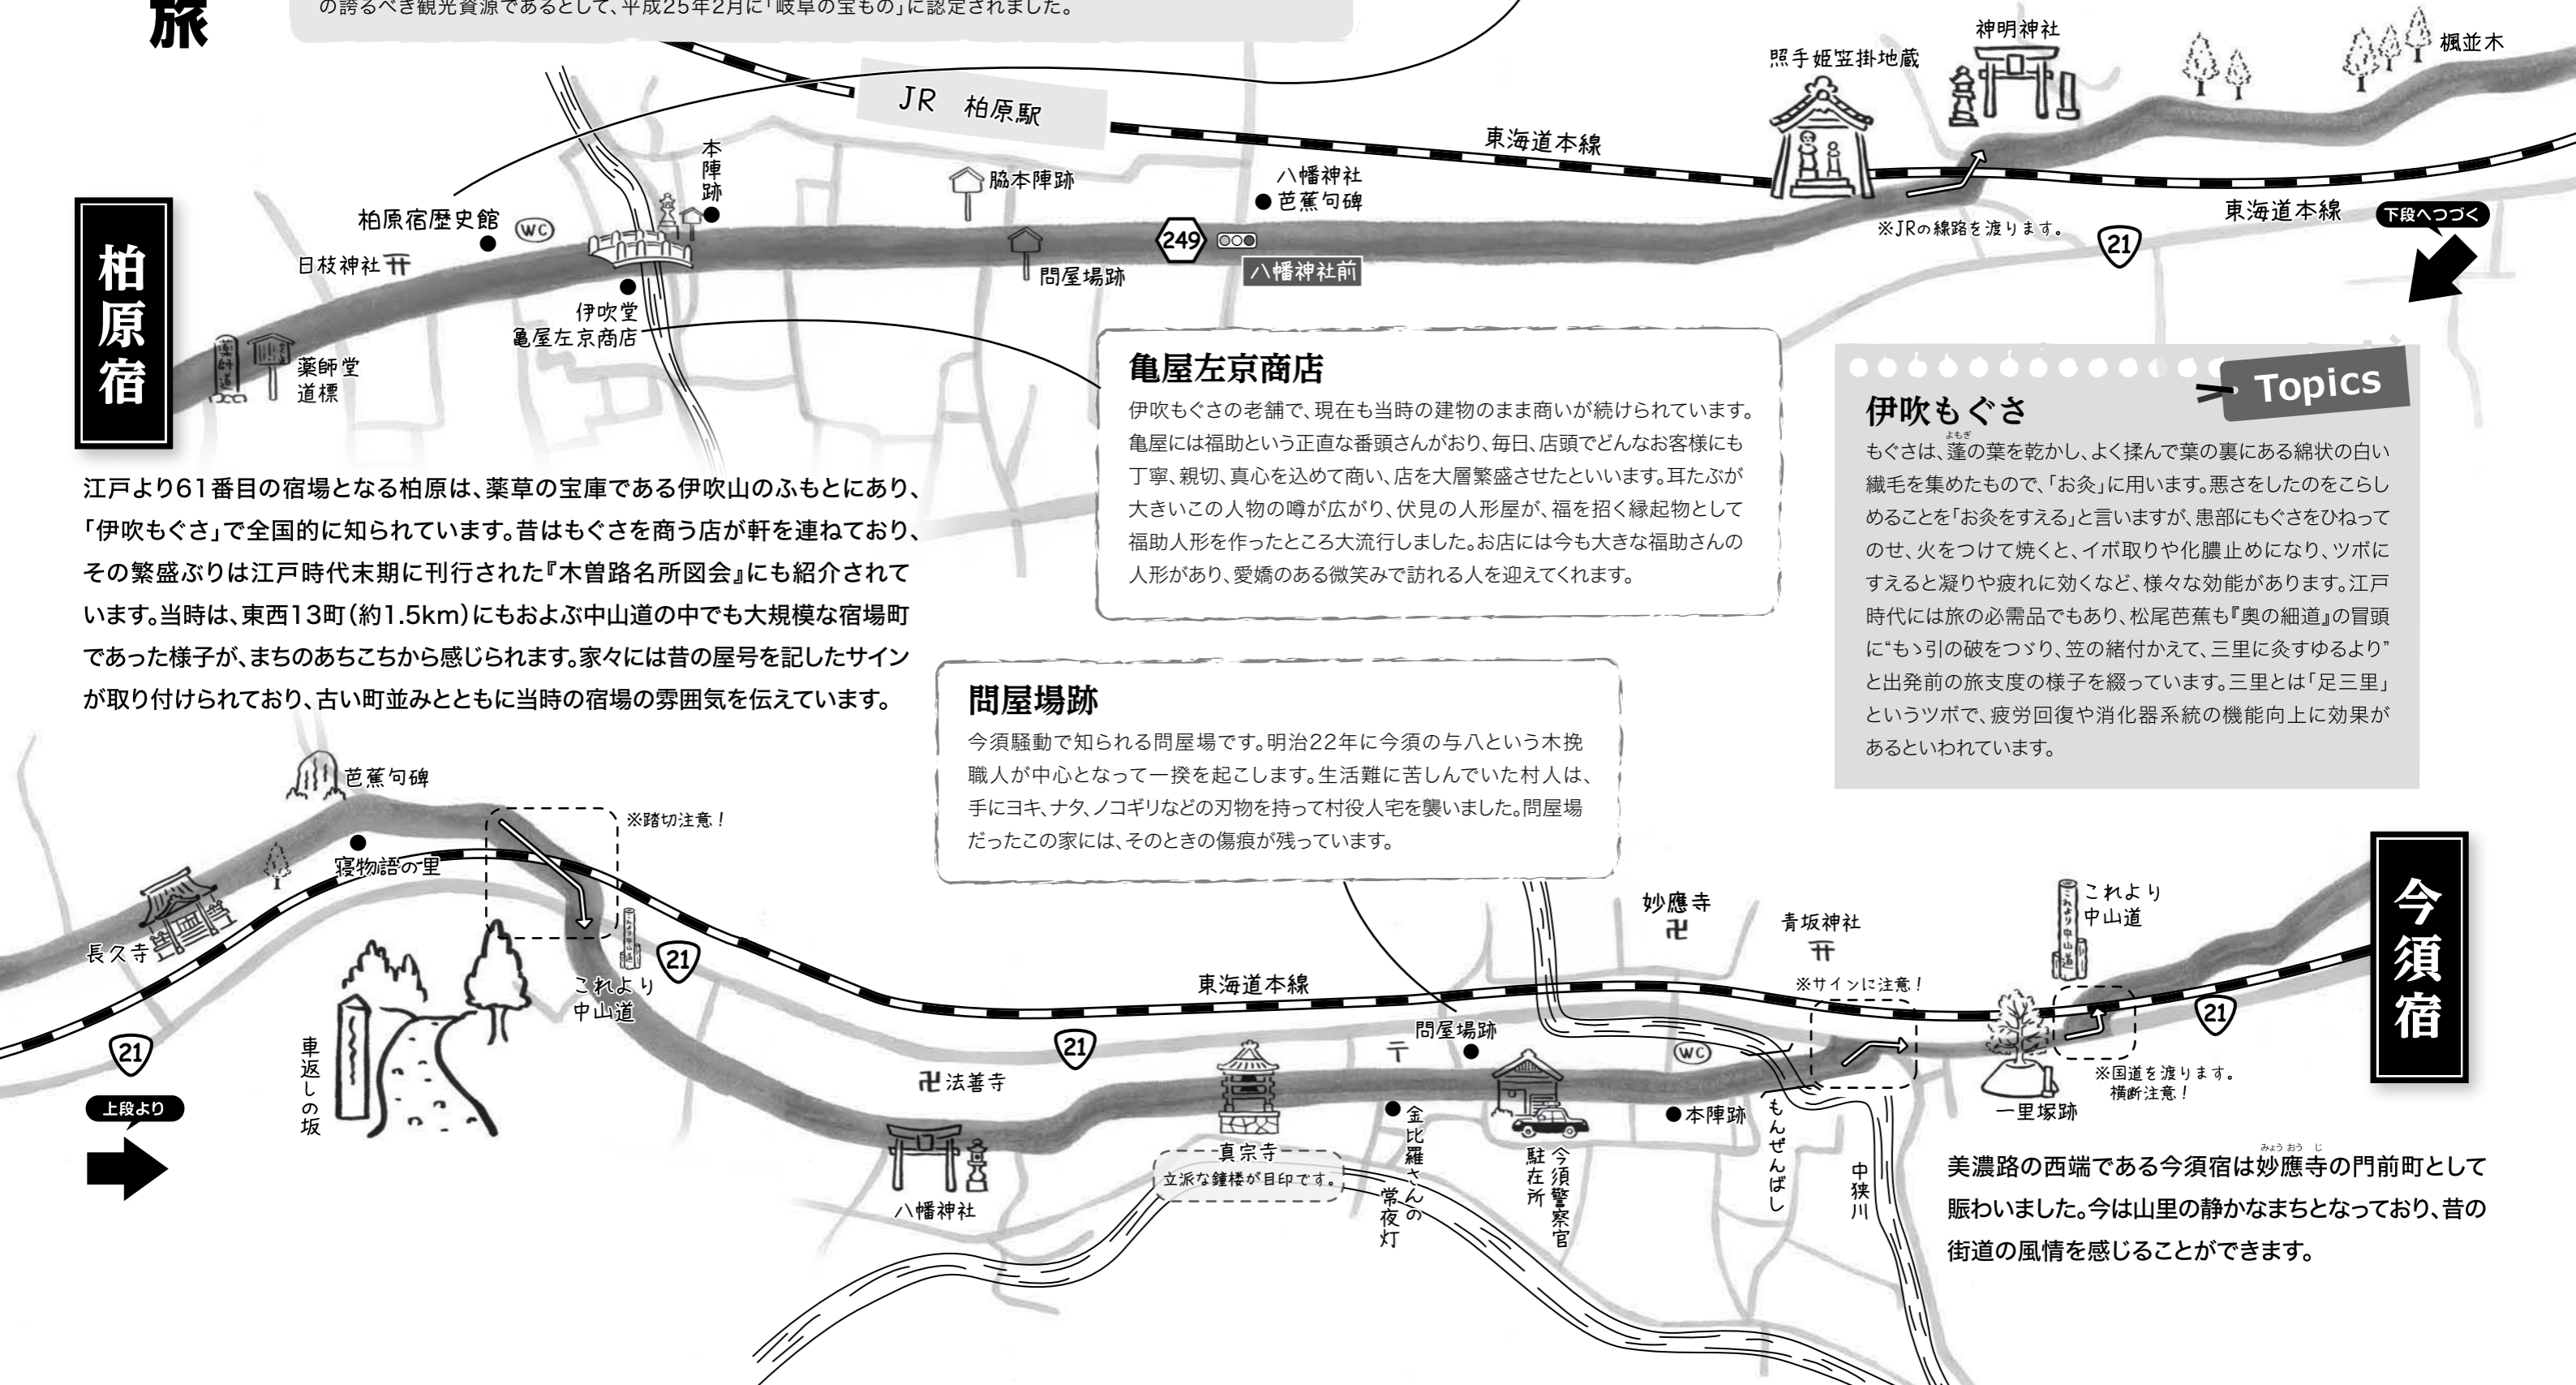 旅
の誇るべき観光資源であるとして、平成25年2月に「岐阜の宝もの」に認定されました。
神明神社
照手姫笠掛地蔵
楓並木
JR 柏原駅
東海道本線
本陣跡
脇本陣跡
八幡神社
芭蕉句碑
柏原宿歴史館
WC
日枝神社
249
八幡神社前
問屋場跡
※JRの線路を渡ります。
東海道本線
21
下段へつづく
柏原宿
伊吹堂
亀屋左京商店
薬師堂
道標
亀屋左京商店
伊吹もぐさの老舗で、現在も当時の建物のまま商いが続けられています。
亀屋には福助という正直な番頭さんがおり、毎日、店頭でどんなお客様にも
丁寧、親切、真心を込めて商い、店を大層繁盛させたといいます。耳たぶが
大きいこの人物の噂が広がり、伏見の人形屋が、福を招く縁起物として
福助人形を作ったところ大流行しました。お店には今も大きな福助さんの
人形があり、愛嬌のある微笑みで訪れる人を迎えてくれます。
Topics
伊吹もぐさ
よもぎ
もぐさは、蓬の葉を乾かし、よく揉んで葉の裏にある綿状の白い
繊毛を集めたもので、「お灸」に用います。悪さをしたのをこらし
めることを「お灸をすえる」と言いますが、患部にもぐさをひねって
のせ、火をつけて焼くと、イボ取りや化膿止めになり、ツボに
すえると凝りや疲れに効くなど、様々な効能があります。江戸
時代には旅の必需品でもあり、松尾芭蕉も『奥の細道』の冒頭
に“もゝ引の破をつゞり、笠の緒付かえて、三里に灸すゆるより”
と出発前の旅支度の様子を綴っています。三里とは「足三里」
というツボで、疲労回復や消化器系統の機能向上に効果が
あるといわれています。
江戸より61番目の宿場となる柏原は、薬草の宝庫である伊吹山のふもとにあり、
「伊吹もぐさ」で全国的に知られています。昔はもぐさを商う店が軒を連ねており、
その繁盛ぶりは江戸時代末期に刊行された『木曽路名所図会』にも紹介されて
います。当時は、東西13町(約1.5km)にもおよぶ中山道の中でも大規模な宿場町
であった様子が、まちのあちこちから感じられます。家々には昔の屋号を記したサイン
が取り付けられており、古い町並みとともに当時の宿場の雰囲気を伝えています。
問屋場跡
今須騒動で知られる問屋場です。明治22年に今須の与八という木挽
職人が中心となって一揆を起こします。生活難に苦しんでいた村人は、
手にヨキ、ナタ、ノコギリなどの刃物を持って村役人宅を襲いました。問屋場
だったこの家には、そのときの傷痕が残っています。
芭蕉句碑
※踏切注意!
寝物語の里
長久寺
これより
中山道
21
車返しの坂
21
上段より
東海道本線
21
法善寺
八幡神社
真宗寺
立派な鐘楼が目印です。
〒
問屋場跡
金比羅さんの
常夜灯
今須警察官
駐在所
WC
本陣跡
妙應寺
青坂神社
※サインに注意!
もんぜんばし
中狭川
これより
中山道
これより中山道
一里塚跡
※国道を渡ります。
横断注意!
21
今須宿
みょうおうじ
美濃路の西端である今須宿は妙應寺の門前町として
賑わいました。今は山里の静かなまちとなっており、昔の
街道の風情を感じることができます。